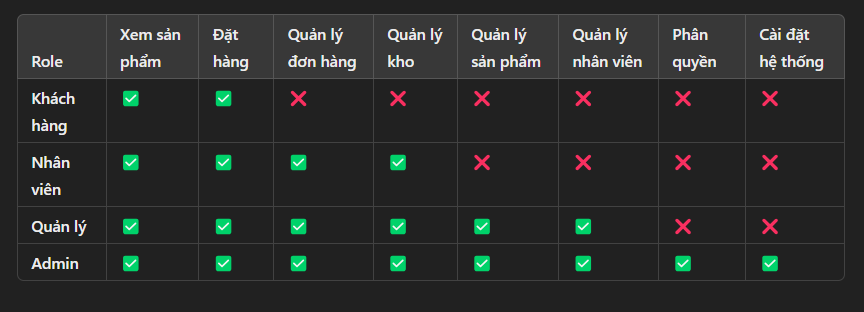 Role Xem sản phẩm Đặt hàng Quản lý đơn hàng Quản lý kho Quản lý sản phẩm Quản lý nhân viên Phân quyền Cài đặt hệ thống
Khách hàng ✅ ✅ ❌ ❌ ❌ ❌ ❌ ❌
Nhân viên ✅ ✅ ✅ ✅ ❌ ❌ ❌ ❌
Quản lý ✅ ✅ ✅ ✅ ✅ ✅ ❌ ❌
Admin ✅ ✅ ✅ ✅ ✅ ✅ ✅ ✅